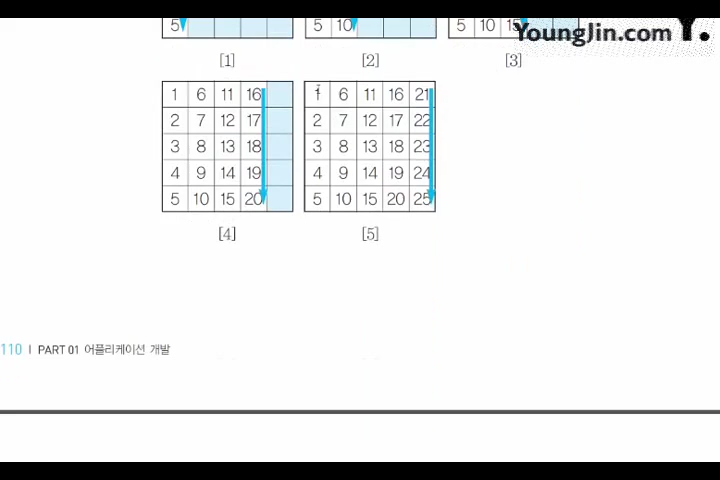 YoungJin.com Y.
5 5 10 5 10 15
[1] [2] [3]
1 6 11 16 1 6 11 16 21
2 7 12 17 2 7 12 17 22
3 8 13 18 3 8 13 18 23
4 9 14 19 4 9 14 19 24
5 10 15 20 5 10 15 20 25
[4] [5]
110 I PART 01 어플리케이션 개발